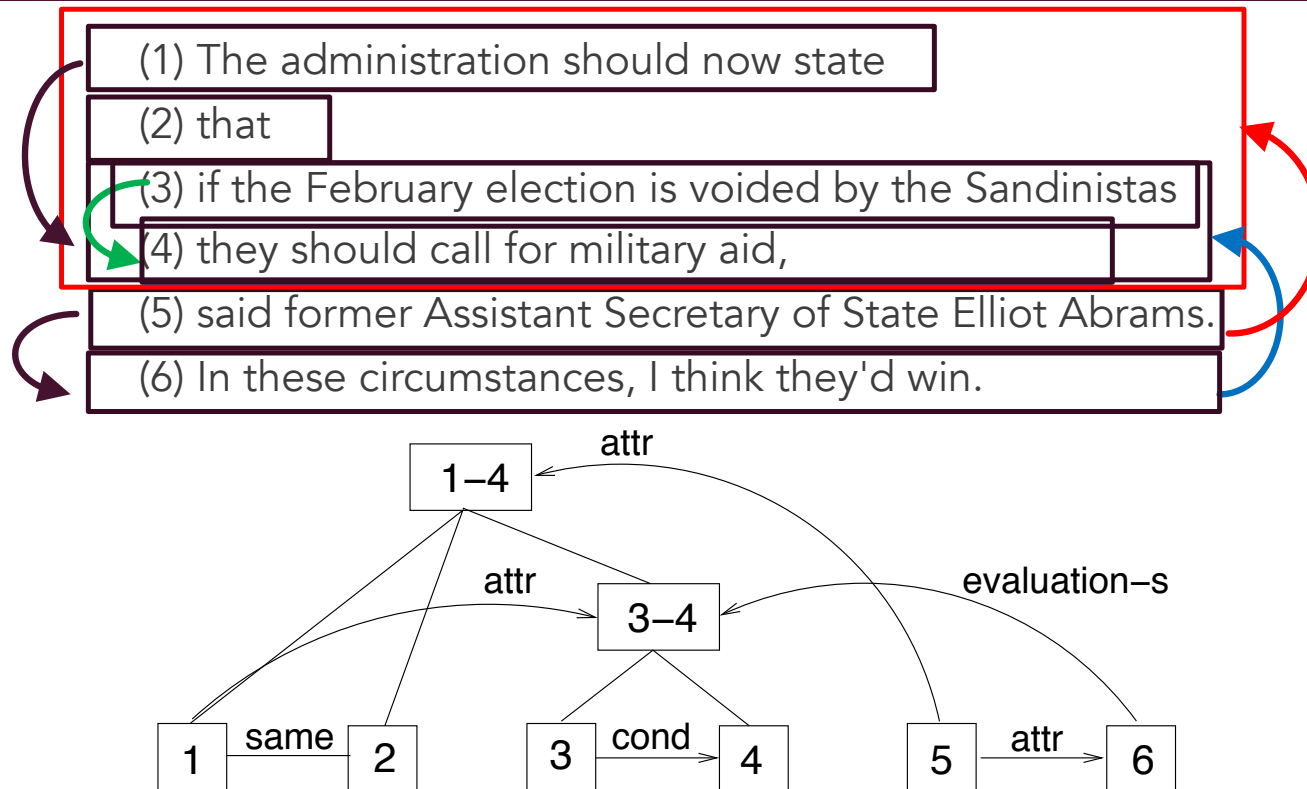 (1) The administration should now state
(2) that
(3) if the February election is voided by the Sandinistas
(4) they should call for military aid,
(5) said former Assistant Secretary of State Elliot Abrams.
(6) In these circumstances, I think they'd win.
attr
1–4
attr
evaluation–s
3–4
1 same 2 3 cond 4 5 attr 6